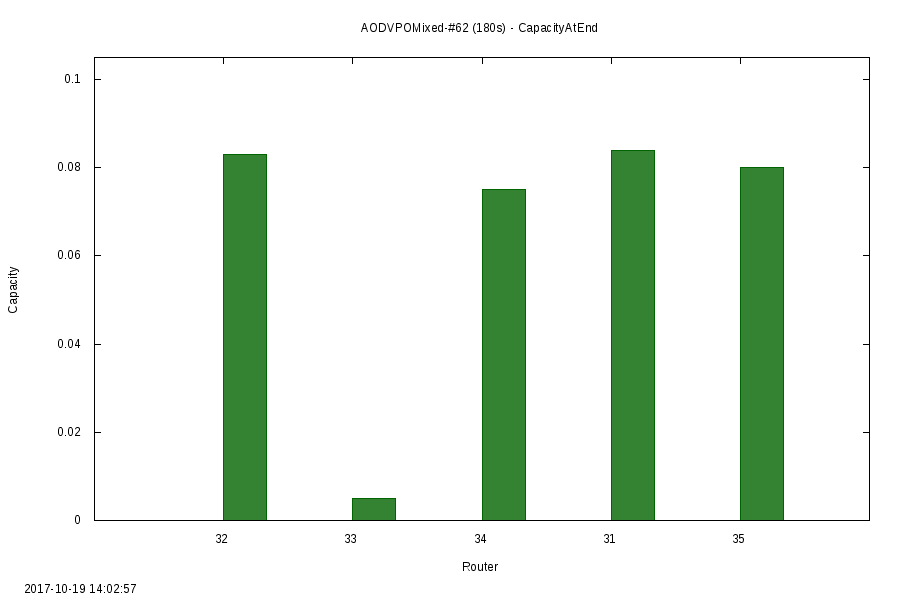 AODVPOMixed-#62 (180s) - CapacityAtEnd
0.1
0.08
0.06
0.04
0.02
0
Capacity
32 33 34 31 35
Router
2017-10-19 14:02:57